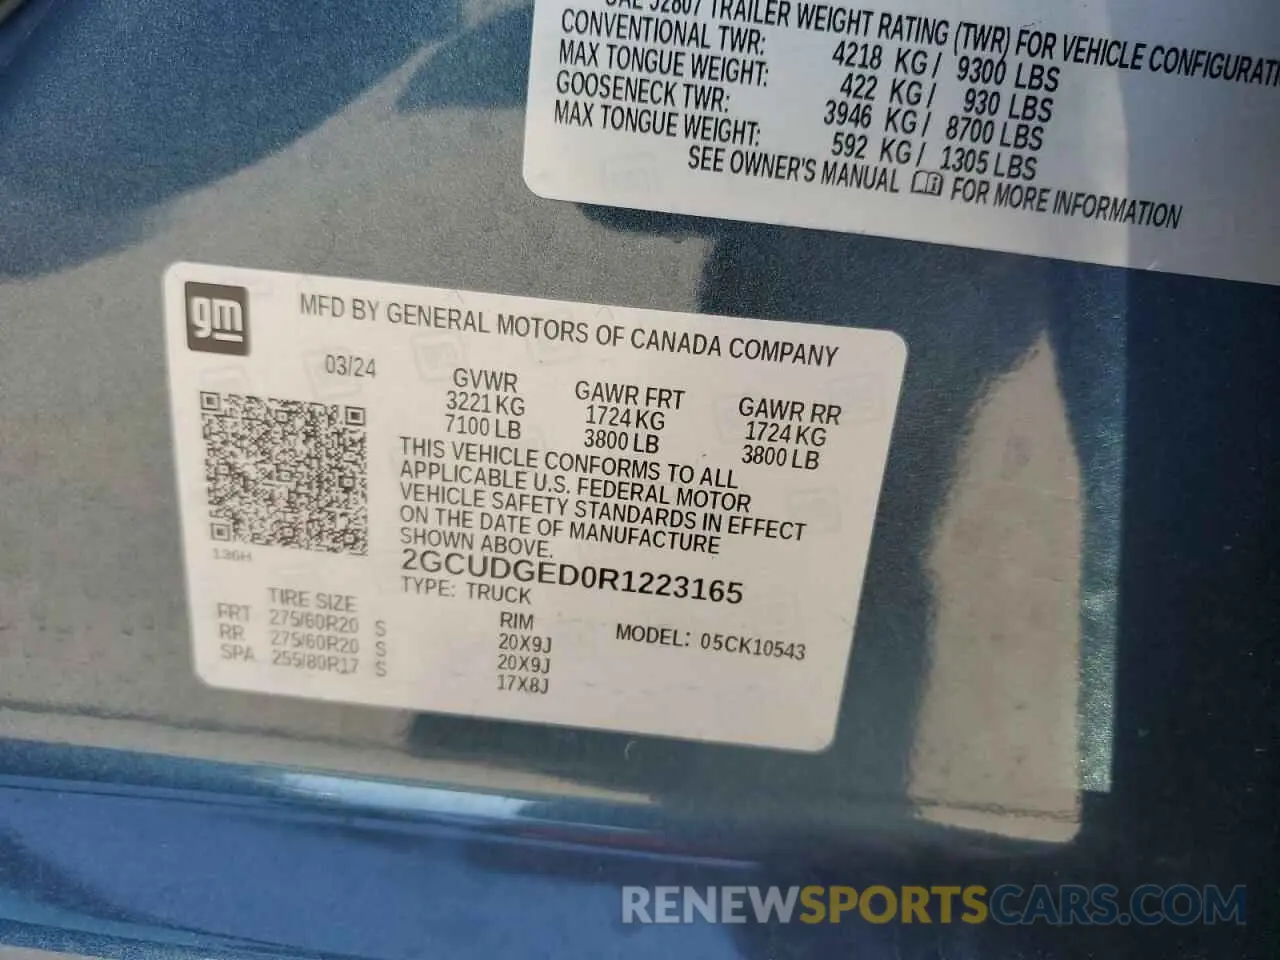 SAE J2807 TRAILER WEIGHT RATING (TWR) FOR VEHICLE CONFIGURATI
CONVENTIONAL TWR: 4218 KG / 9300 LBS
MAX TONGUE WEIGHT: 422 KG / 930 LBS
GOOSENECK TWR: 3946 KG / 8700 LBS
MAX TONGUE WEIGHT: 592 KG / 1305 LBS
SEE OWNER'S MANUAL FOR MORE INFORMATION
gm
MFD BY GENERAL MOTORS OF CANADA COMPANY
03/24
GVWR GAWR FRT GAWR RR
3221 KG 1724 KG 1724 KG
7100 LB 3800 LB 3800 LB
THIS VEHICLE CONFORMS TO ALL
APPLICABLE U.S. FEDERAL MOTOR
VEHICLE SAFETY STANDARDS IN EFFECT
ON THE DATE OF MANUFACTURE
SHOWN ABOVE.
136H
2GCUDGED0R1223165
TYPE: TRUCK
MODEL: 05CK10543
TIRE SIZE RIM
FRT 275/60R20 S 20X9J
RR 275/60R20 S 20X9J
SPA 255/80R17 S 17X8J
RENEWSPORTSCARS.COM